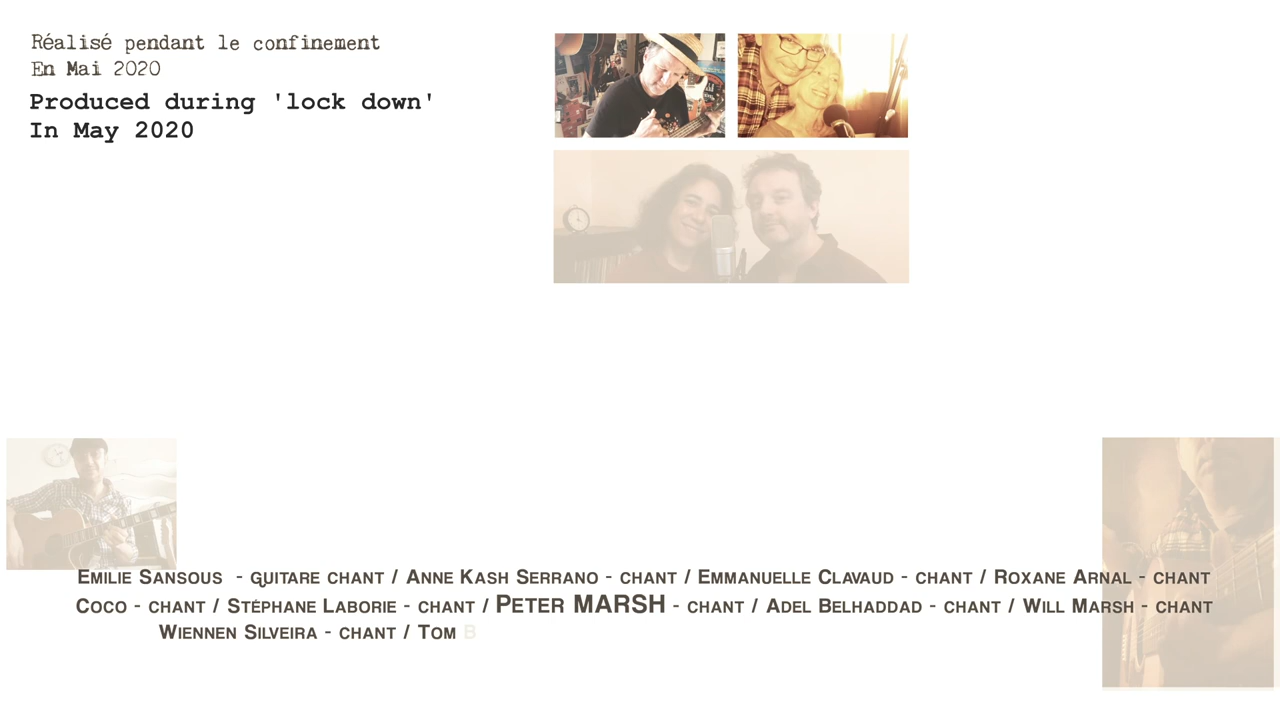 Réalisé pendant le confinement
En Mai 2020
Produced during 'lock down'
In May 2020
Emilie Sansous - guitare chant / Anne Kash Serrano - chant / Emmanuelle Clavaud - chant / Roxane Arnal - chant
Coco - chant / Stéphane Laborie - chant / Peter MARSH - chant / Adel Belhaddad - chant / Will Marsh - chant
Wiennen Silveira - chant / Tom B